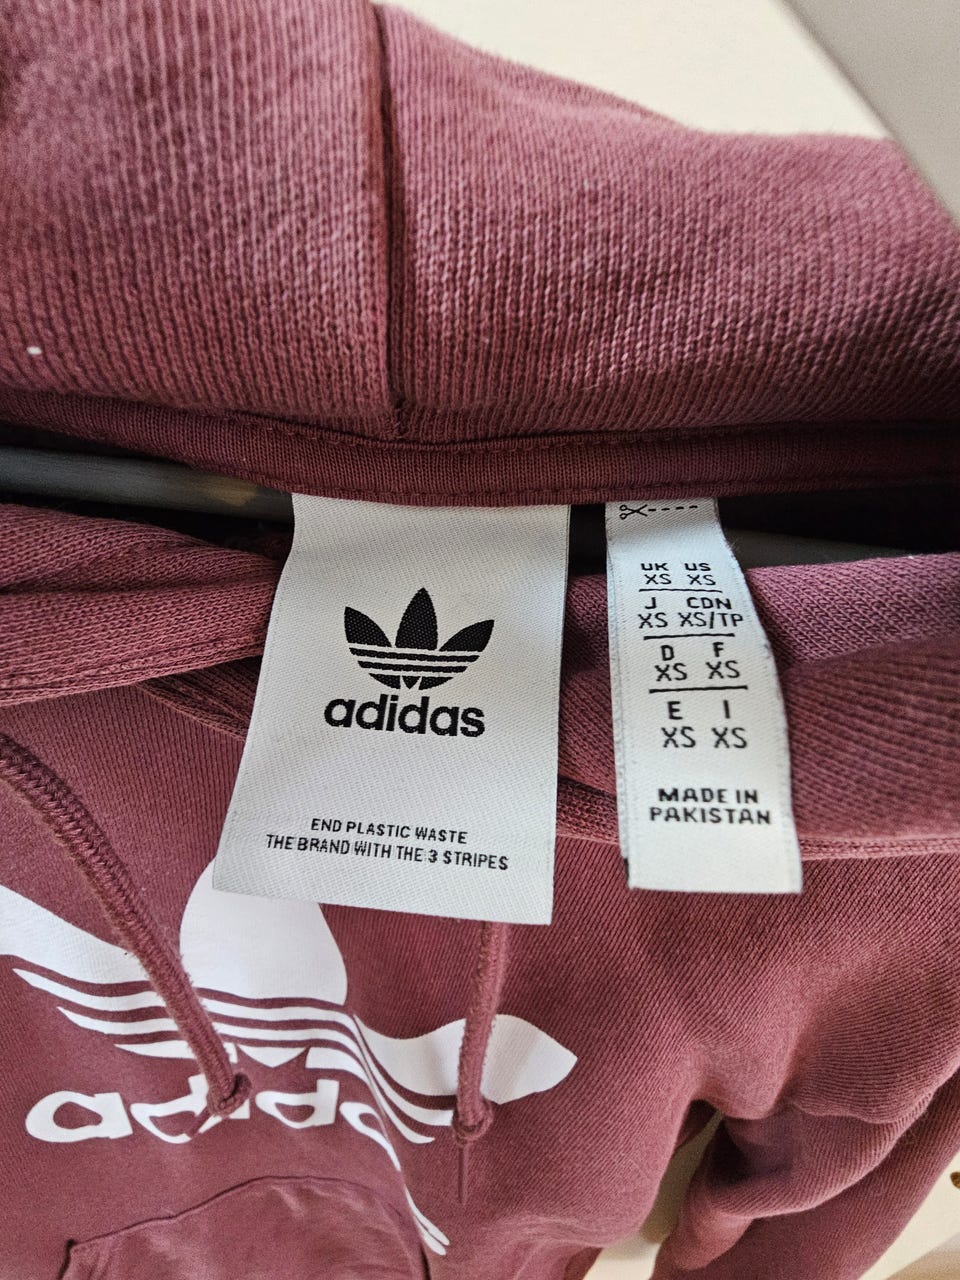 adidas
END PLASTIC WASTE
THE BRAND WITH THE 3 STRIPES
UK US
XS XS
J CDN
XS XS/TP
D F
XS XS
E I
XS XS
MADE IN
PAKISTAN
adidas